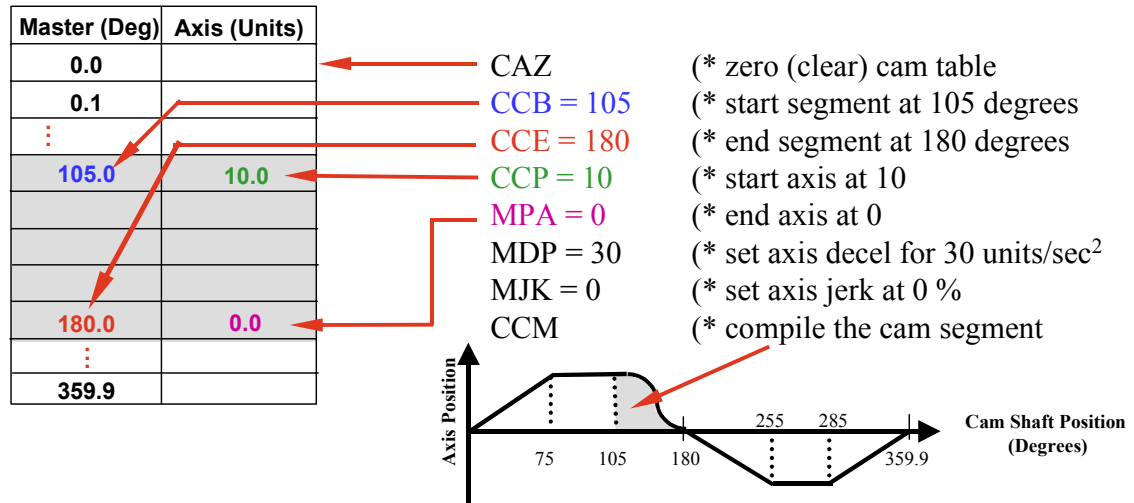 Master (Deg) Axis (Units)
0.0
0.1
⋮
105.0 10.0
180.0 0.0
⋮
359.9
CAZ (* zero (clear) cam table
CCB = 105 (* start segment at 105 degrees
CCE = 180 (* end segment at 180 degrees
CCP = 10 (* start axis at 10
MPA = 0 (* end axis at 0
MDP = 30 (* set axis decel for 30 units/sec²
MJK = 0 (* set axis jerk at 0 %
CCM (* compile the cam segment
Axis Position
75 105 180 255 285 359.9
Cam Shaft Position
(Degrees)